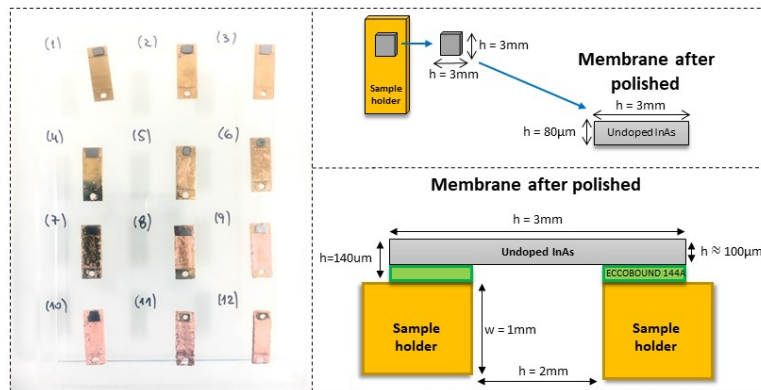 (1) (2) (3)
(4) (5) (6)
(7) (8) (9)
(10) (11) (12)
Sample
holder
h = 3mm
h = 3mm
Membrane after
polished
h = 3mm
h = 80µm
Undoped InAs
Membrane after polished
h = 3mm
h=140um
Undoped InAs
h ≈ 100µm
ECCOBOUND 144A
Sample
holder
w = 1mm
Sample
holder
h = 2mm